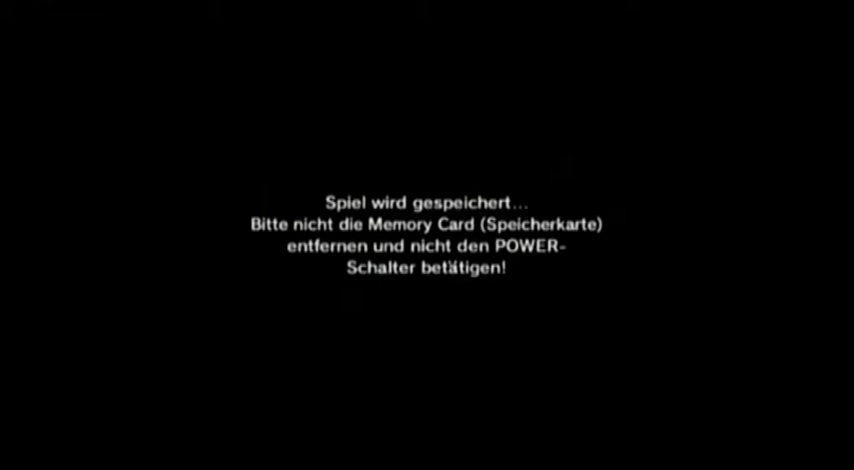 Spiel wird gespeichert...
Bitte nicht die Memory Card (Speicherkarte)
entfernen und nicht den POWER-
Schalter betätigen!